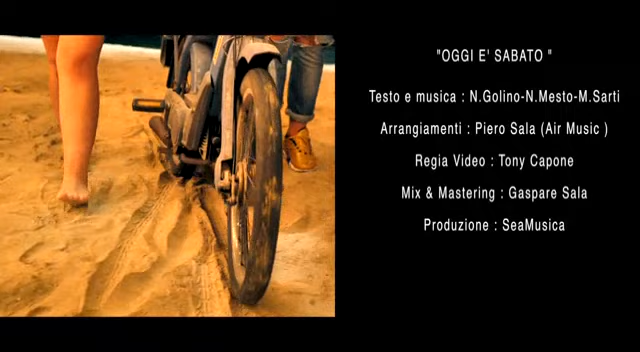 "OGGI E' SABATO "
Testo e musica : N.Golino-N.Mesto-M.Sarti
Arrangiamenti : Piero Sala (Air Music )
Regia Video : Tony Capone
Mix & Mastering : Gaspare Sala
Produzione : SeaMusica